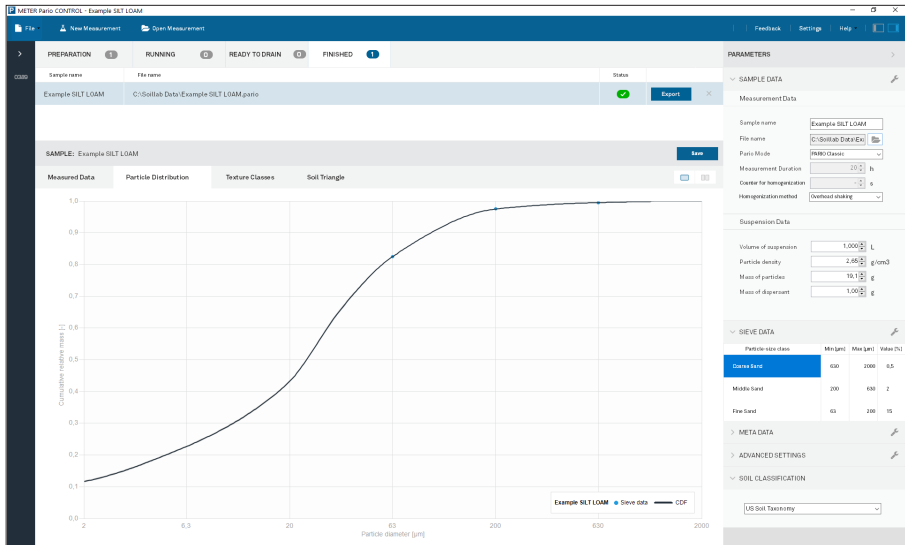 METER Pario CONTROL - Example SILT LOAM
File New Measurement Open Measurement Feedback Settings Help
PREPARATION 1 RUNNING 0 READY TO DRAIN 0 FINISHED 1
Sample name File name Status
Example SILT LOAM C:\Soillab Data\Example SILT LOAM.pario Export
SAMPLE: Example SILT LOAM Save
Measured Data Particle Distribution Texture Classes Soil Triangle
1,0
0,9
0,8
0,7
0,6
0,5
0,4
0,3
0,2
0,1
0,0
Cumulative relative mass [-]
2 6,3 20 63 200 630 2000
Particle diameter [µm]
Example SILT LOAM Sieve data CDF
PARAMETERS
SAMPLE DATA
Measurement Data
Sample name Example SILT LOAM
File name C:\Soillab Data\Ex
Pario Mode PARIO Classic
Measurement Duration 20 h
Counter for homogenization - s
Homogenization method Overhead shaking
Suspension Data
Volume of suspension 1,000 L
Particle density 2,65 g/cm3
Mass of particles 19,1 g
Mass of dispersant 1,00 g
SIEVE DATA
Particle-size class Min [µm] Max [µm] Value [%]
Coarse Sand 630 2000 0,5
Middle Sand 200 630 2
Fine Sand 63 200 15
META DATA
ADVANCED SETTINGS
SOIL CLASSIFICATION
US Soil Taxonomy